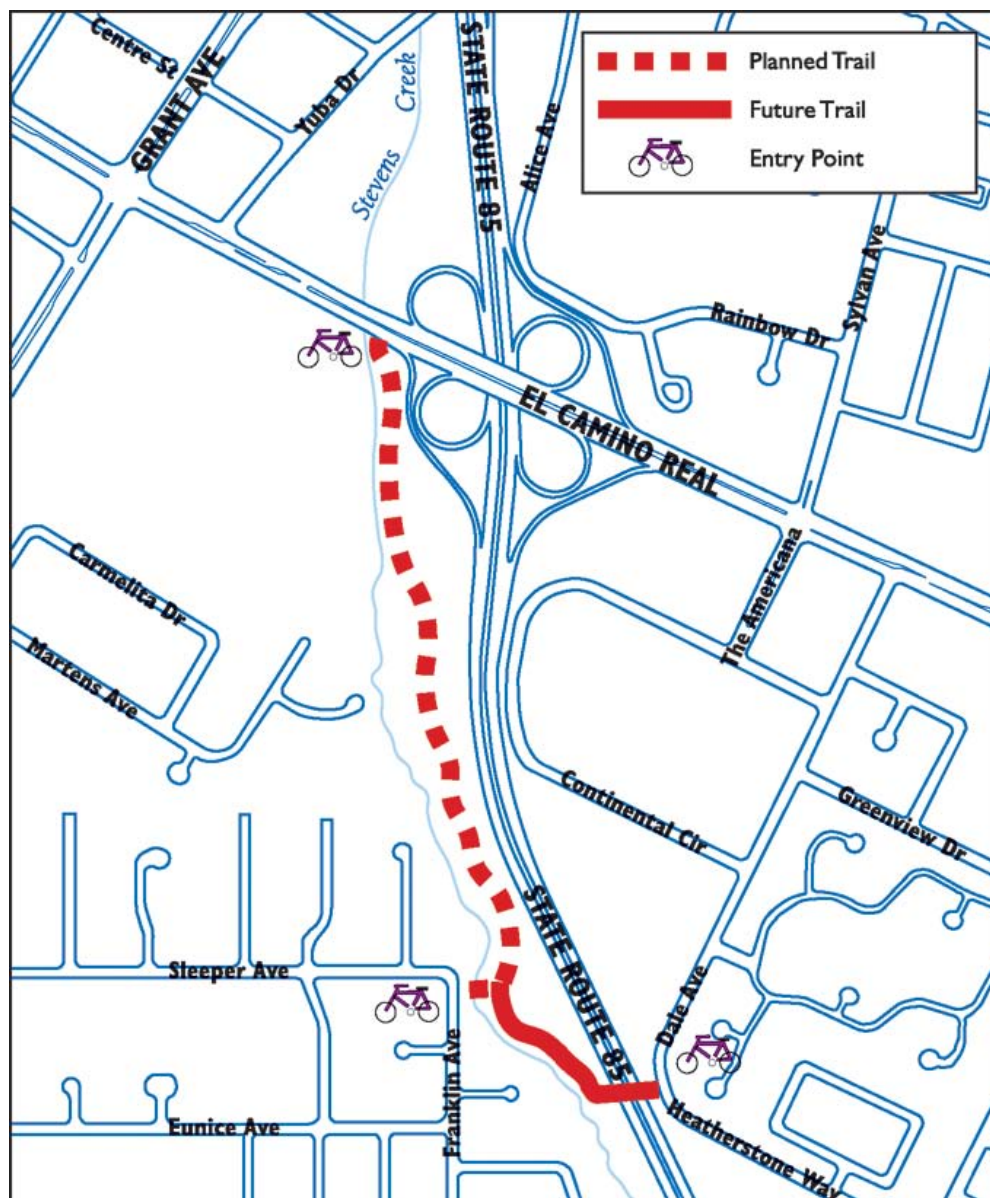 Centre St
GRANT AVE
Yuba Dr
Stevens Creek
STATE ROUTE 85
Alice Ave
Planned Trail
Future Trail
Entry Point
Sylvan Ave
Rainbow Dr
EL CAMINO REAL
The Americana
Carmelita Dr
Martens Ave
Continental Cir
Greenview Dr
STATE ROUTE 85
Sleeper Ave
Dale Ave
Franklin Ave
Eunice Ave
Heatherstone Way